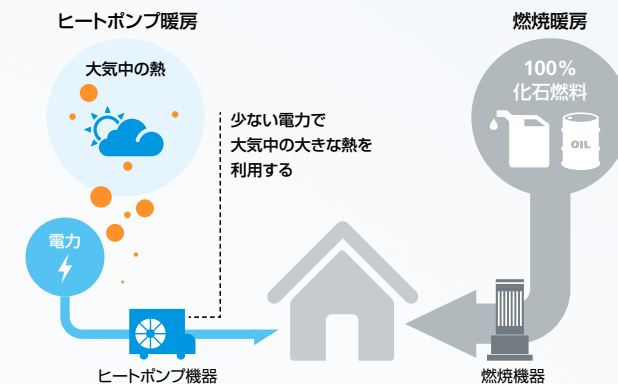 ヒートポンプ暖房
大気中の熱
少ない電力で
大気中の大きな熱を
利用する
電力
ヒートポンプ機器
燃焼暖房
100%
化石燃料
OIL
燃焼機器